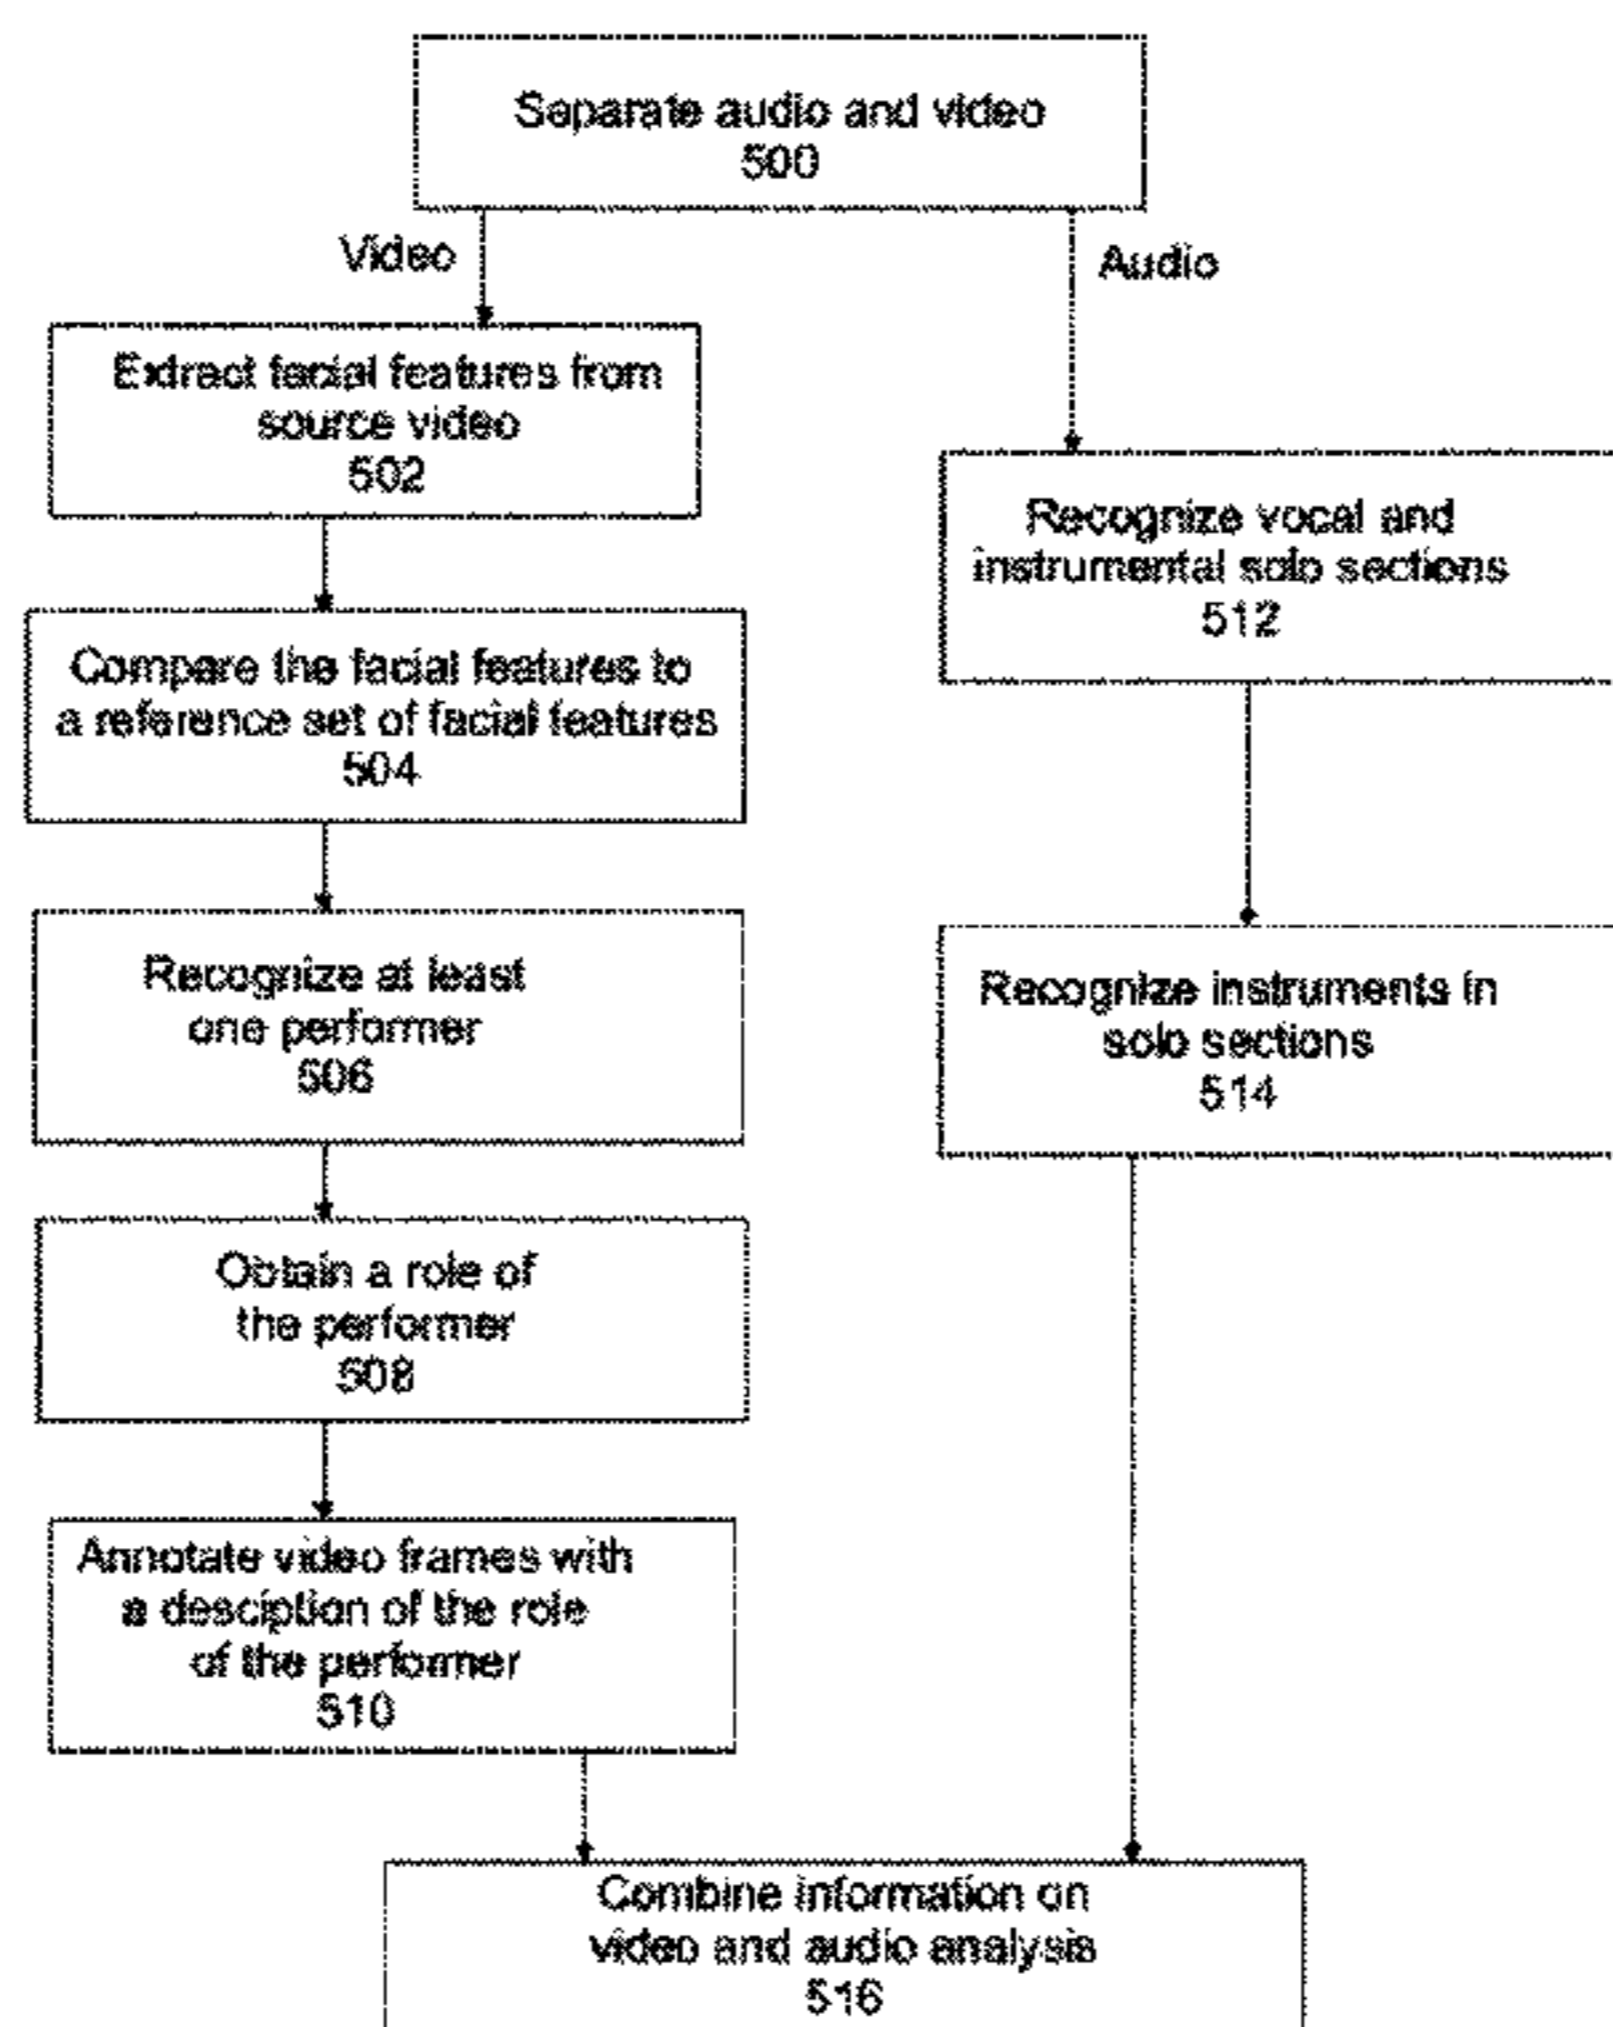 Separate audio and video
500
Video
Audio
Extract facial features from
source video
502
Compare the facial features to
a reference set of facial features
504
Recognize at least
one performer
506
Obtain a role of
the performer
508
Annotate video frames with
a desciption of the role
of the performer
510
Recognize vocal and
instrumental solo sections
512
Recognize instruments in
solo sections
514
Combine information on
video and audio analysis
516